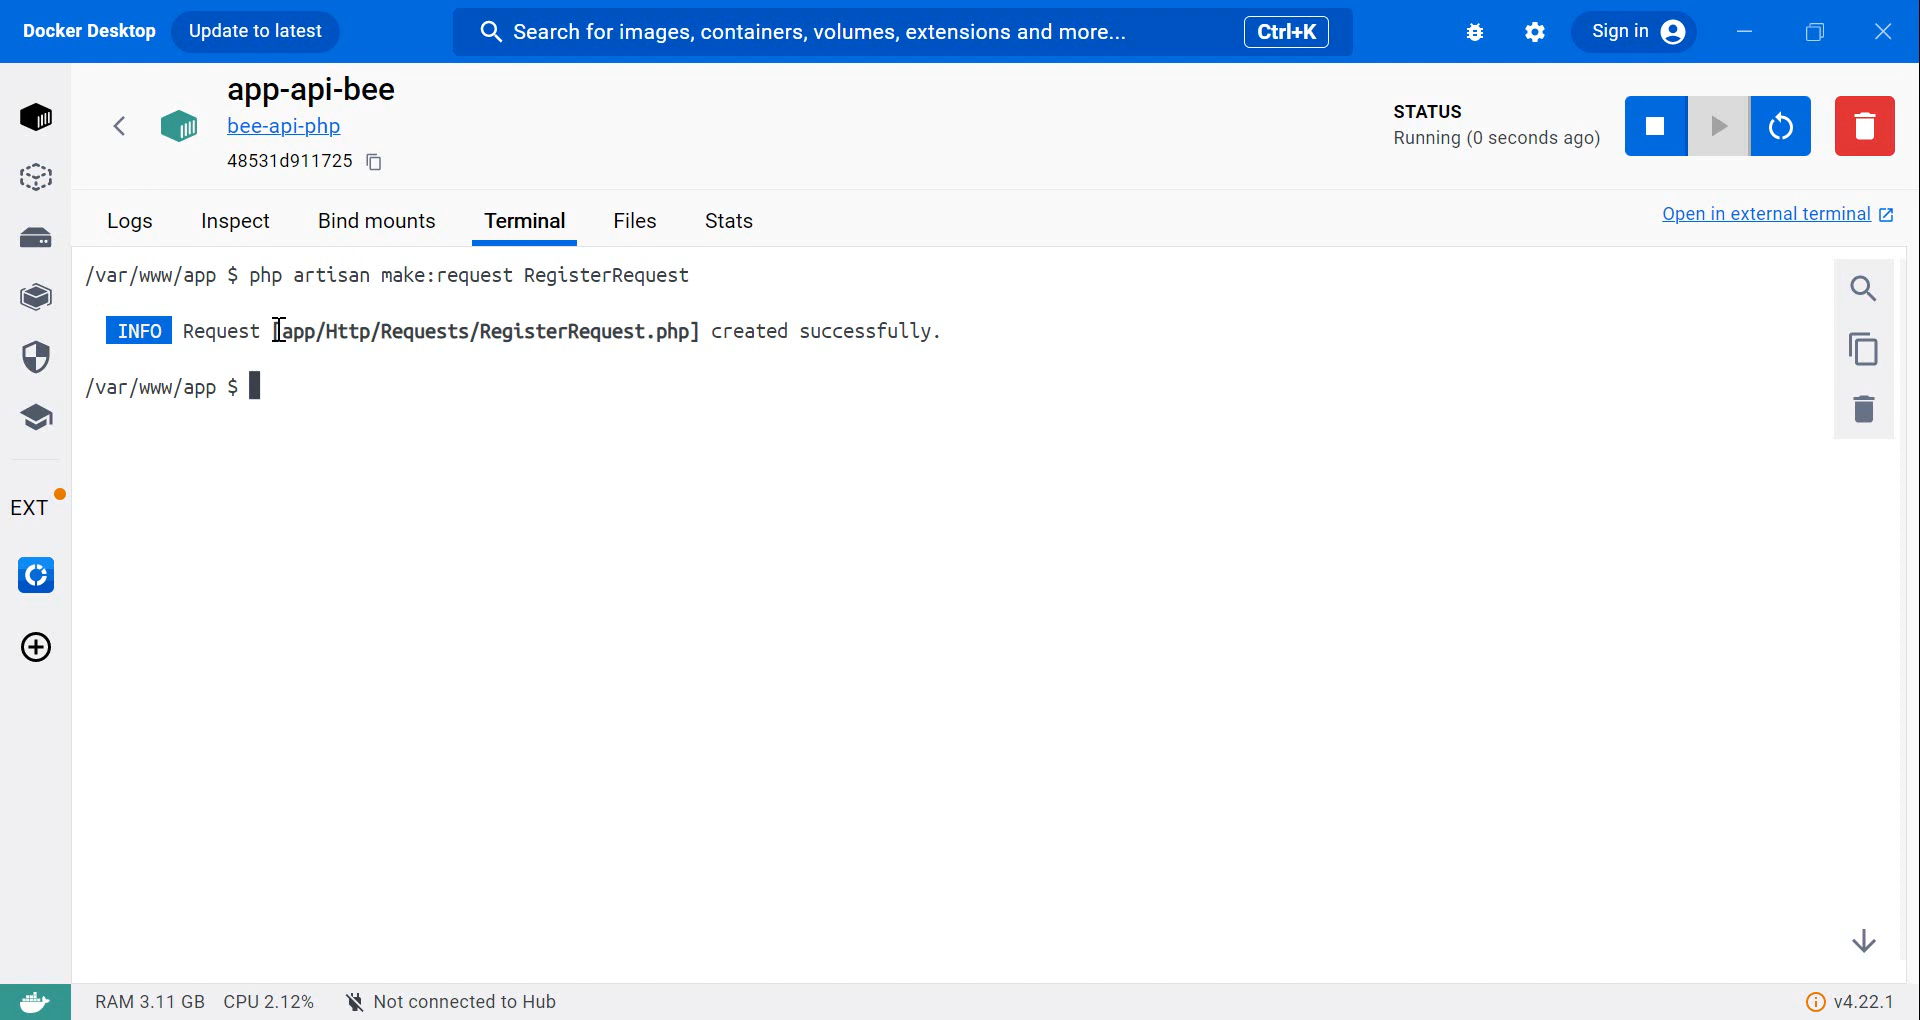 Docker Desktop Update to latest Search for images, containers, volumes, extensions and more... Ctrl+K Sign in
app-api-bee
bee-api-php
48531d911725
STATUS
Running (0 seconds ago)
Logs Inspect Bind mounts Terminal Files Stats Open in external terminal
/var/www/app $ php artisan make:request RegisterRequest
INFO Request [app/Http/Requests/RegisterRequest.php] created successfully.
/var/www/app $
EXT
RAM 3.11 GB CPU 2.12% Not connected to Hub v4.22.1